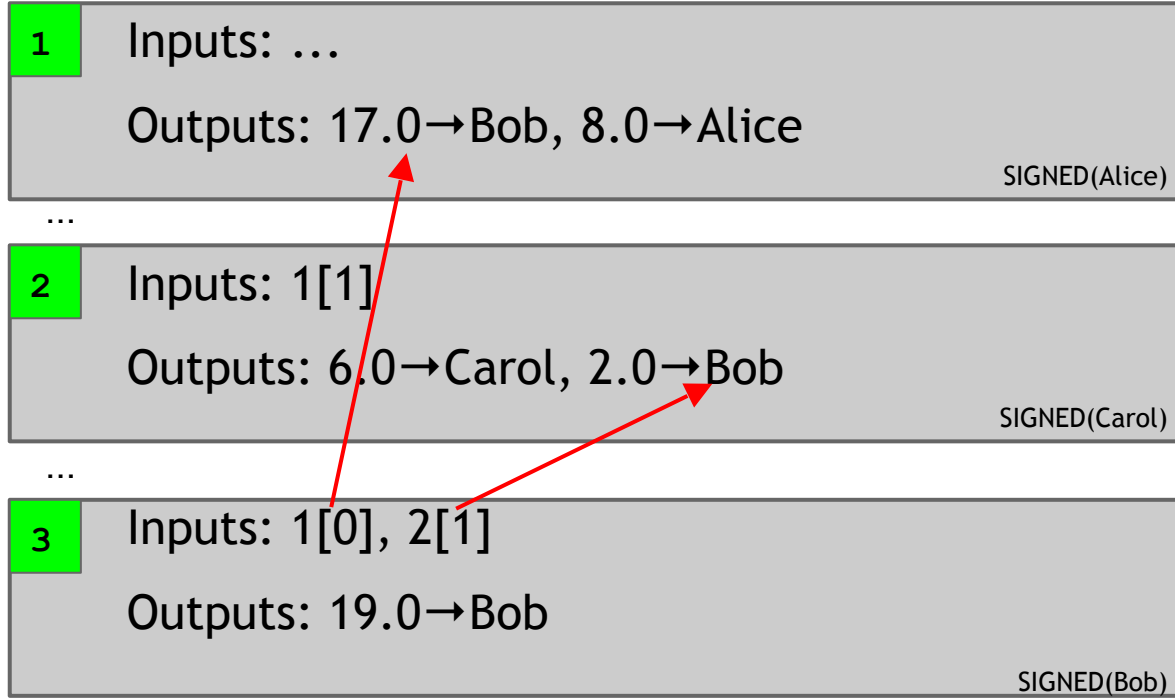 1 Inputs: ...
Outputs: 17.0→Bob, 8.0→Alice
SIGNED(Alice)
...
2 Inputs: 1[1]
Outputs: 6.0→Carol, 2.0→Bob
SIGNED(Carol)
...
3 Inputs: 1[0], 2[1]
Outputs: 19.0→Bob
SIGNED(Bob)